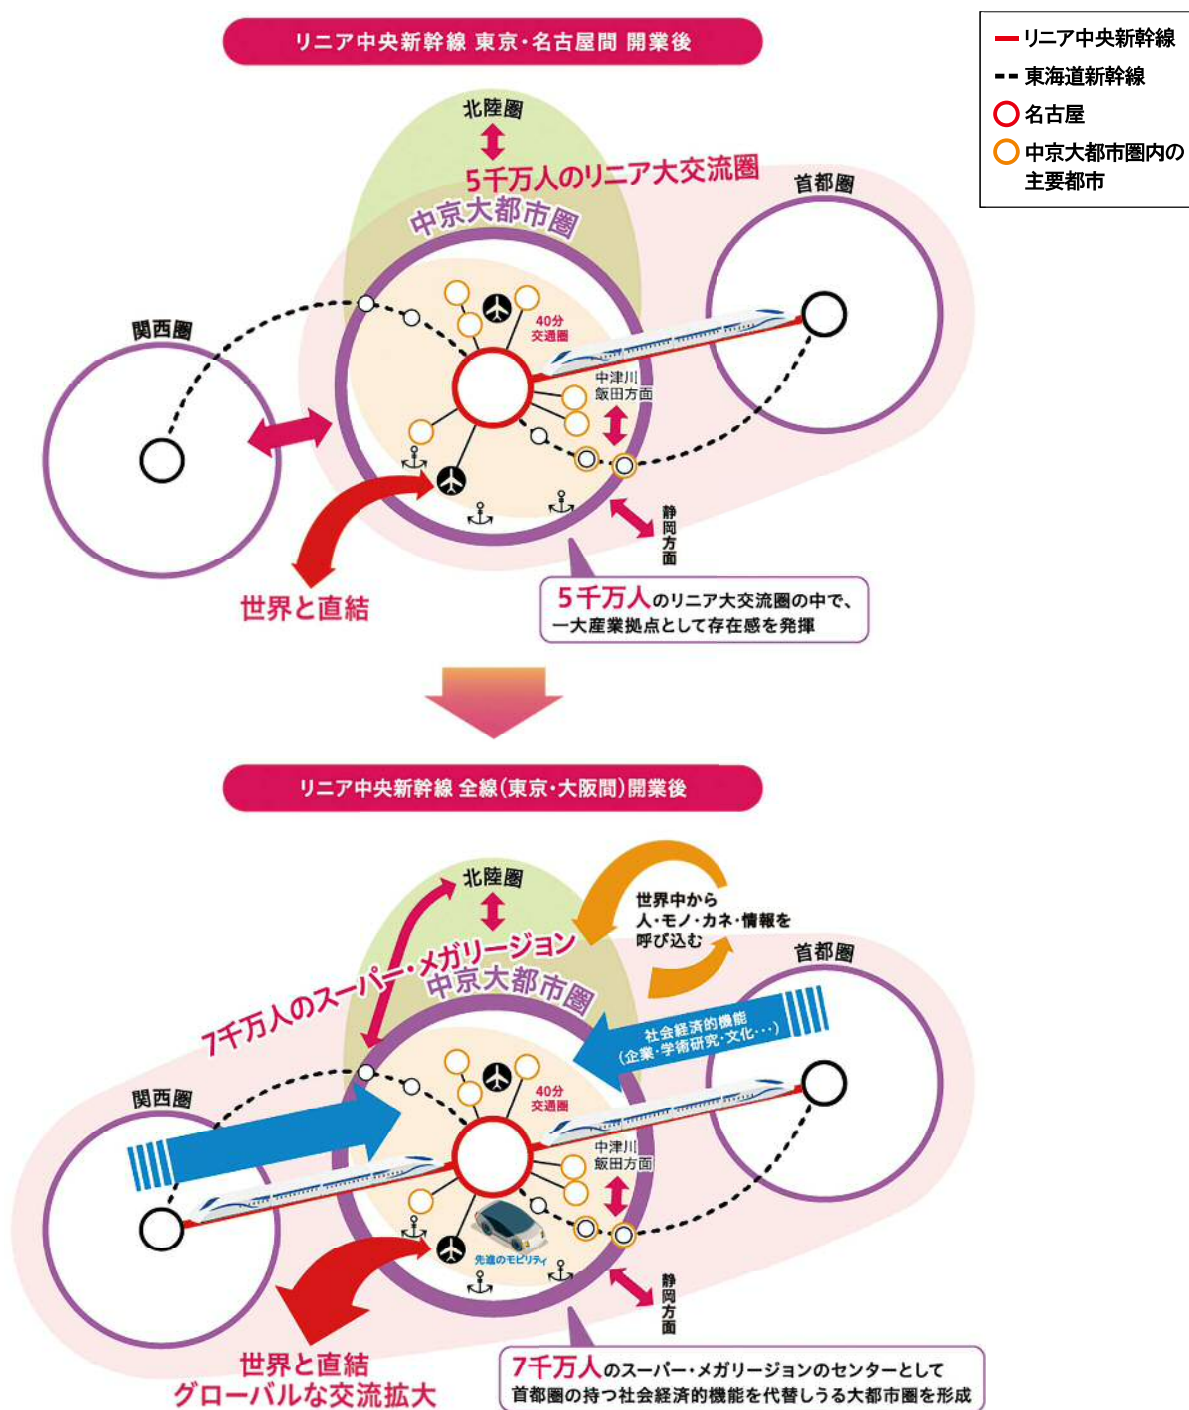 リニア中央新幹線 東京・名古屋間 開業後
リニア中央新幹線
東海道新幹線
名古屋
中京大都市圏内の
主要都市
北陸圏
5千万人のリニア大交流圏
首都圏
中京大都市圏
関西圏
40分
交通圏
中津川
飯田方面
静岡方面
世界と直結
5千万人のリニア大交流圏の中で、
一大産業拠点として存在感を発揮
リニア中央新幹線 全線(東京・大阪間)開業後
北陸圏
世界中から
人・モノ・カネ・情報を
呼び込む
7千万人のスーパー・メガリージョン
首都圏
中京大都市圏
社会経済的機能
(企業・学術研究・文化・・・)
関西圏
40分
交通圏
中津川
飯田方面
先進のモビリティ
静岡方面
世界と直結
グローバルな交流拡大
7千万人のスーパー・メガリージョンのセンターとして
首都圏の持つ社会経済的機能を代替しうる大都市圏を形成